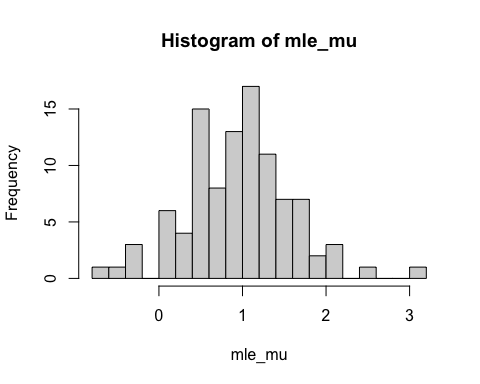 Histogram of mle_mu
Frequency
15
10
5
0
0 1 2 3
mle_mu